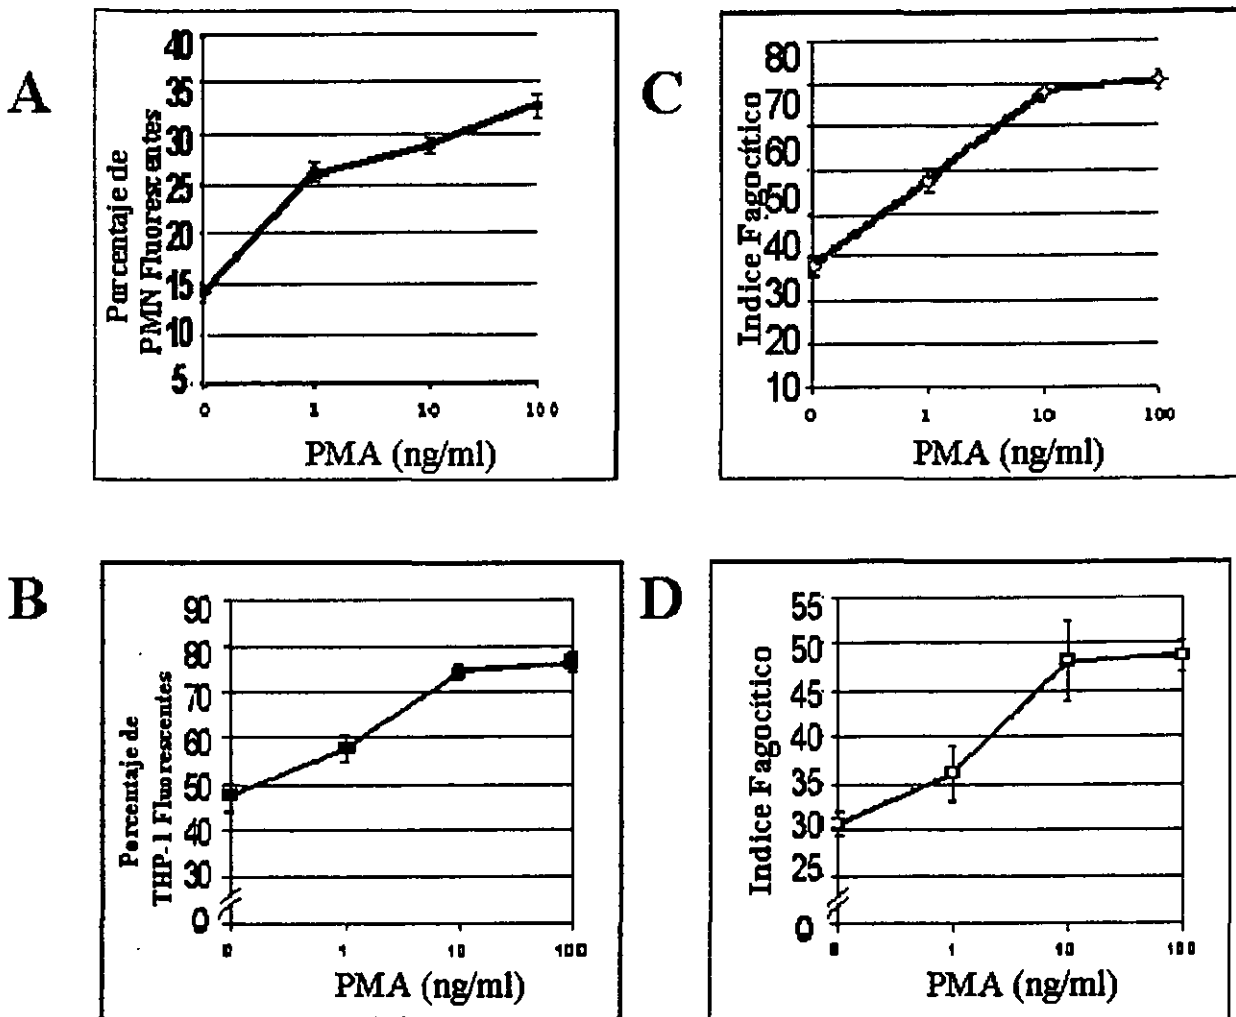 A
Porcentaje de
PMN Fluorescentes
40
35
30
25
20
15
10
5
0 1 10 100
PMA (ng/ml)
C
Indice Fagocítico
80
70
60
50
40
30
20
10
0 1 10 100
PMA (ng/ml)
B
Porcentaje de
THP-1 Fluorescentes
90
80
70
60
50
40
30
0
0 1 10 100
PMA (ng/ml)
D
Indice Fagocítico
55
50
45
40
35
30
25
0
0 1 10 100
PMA (ng/ml)